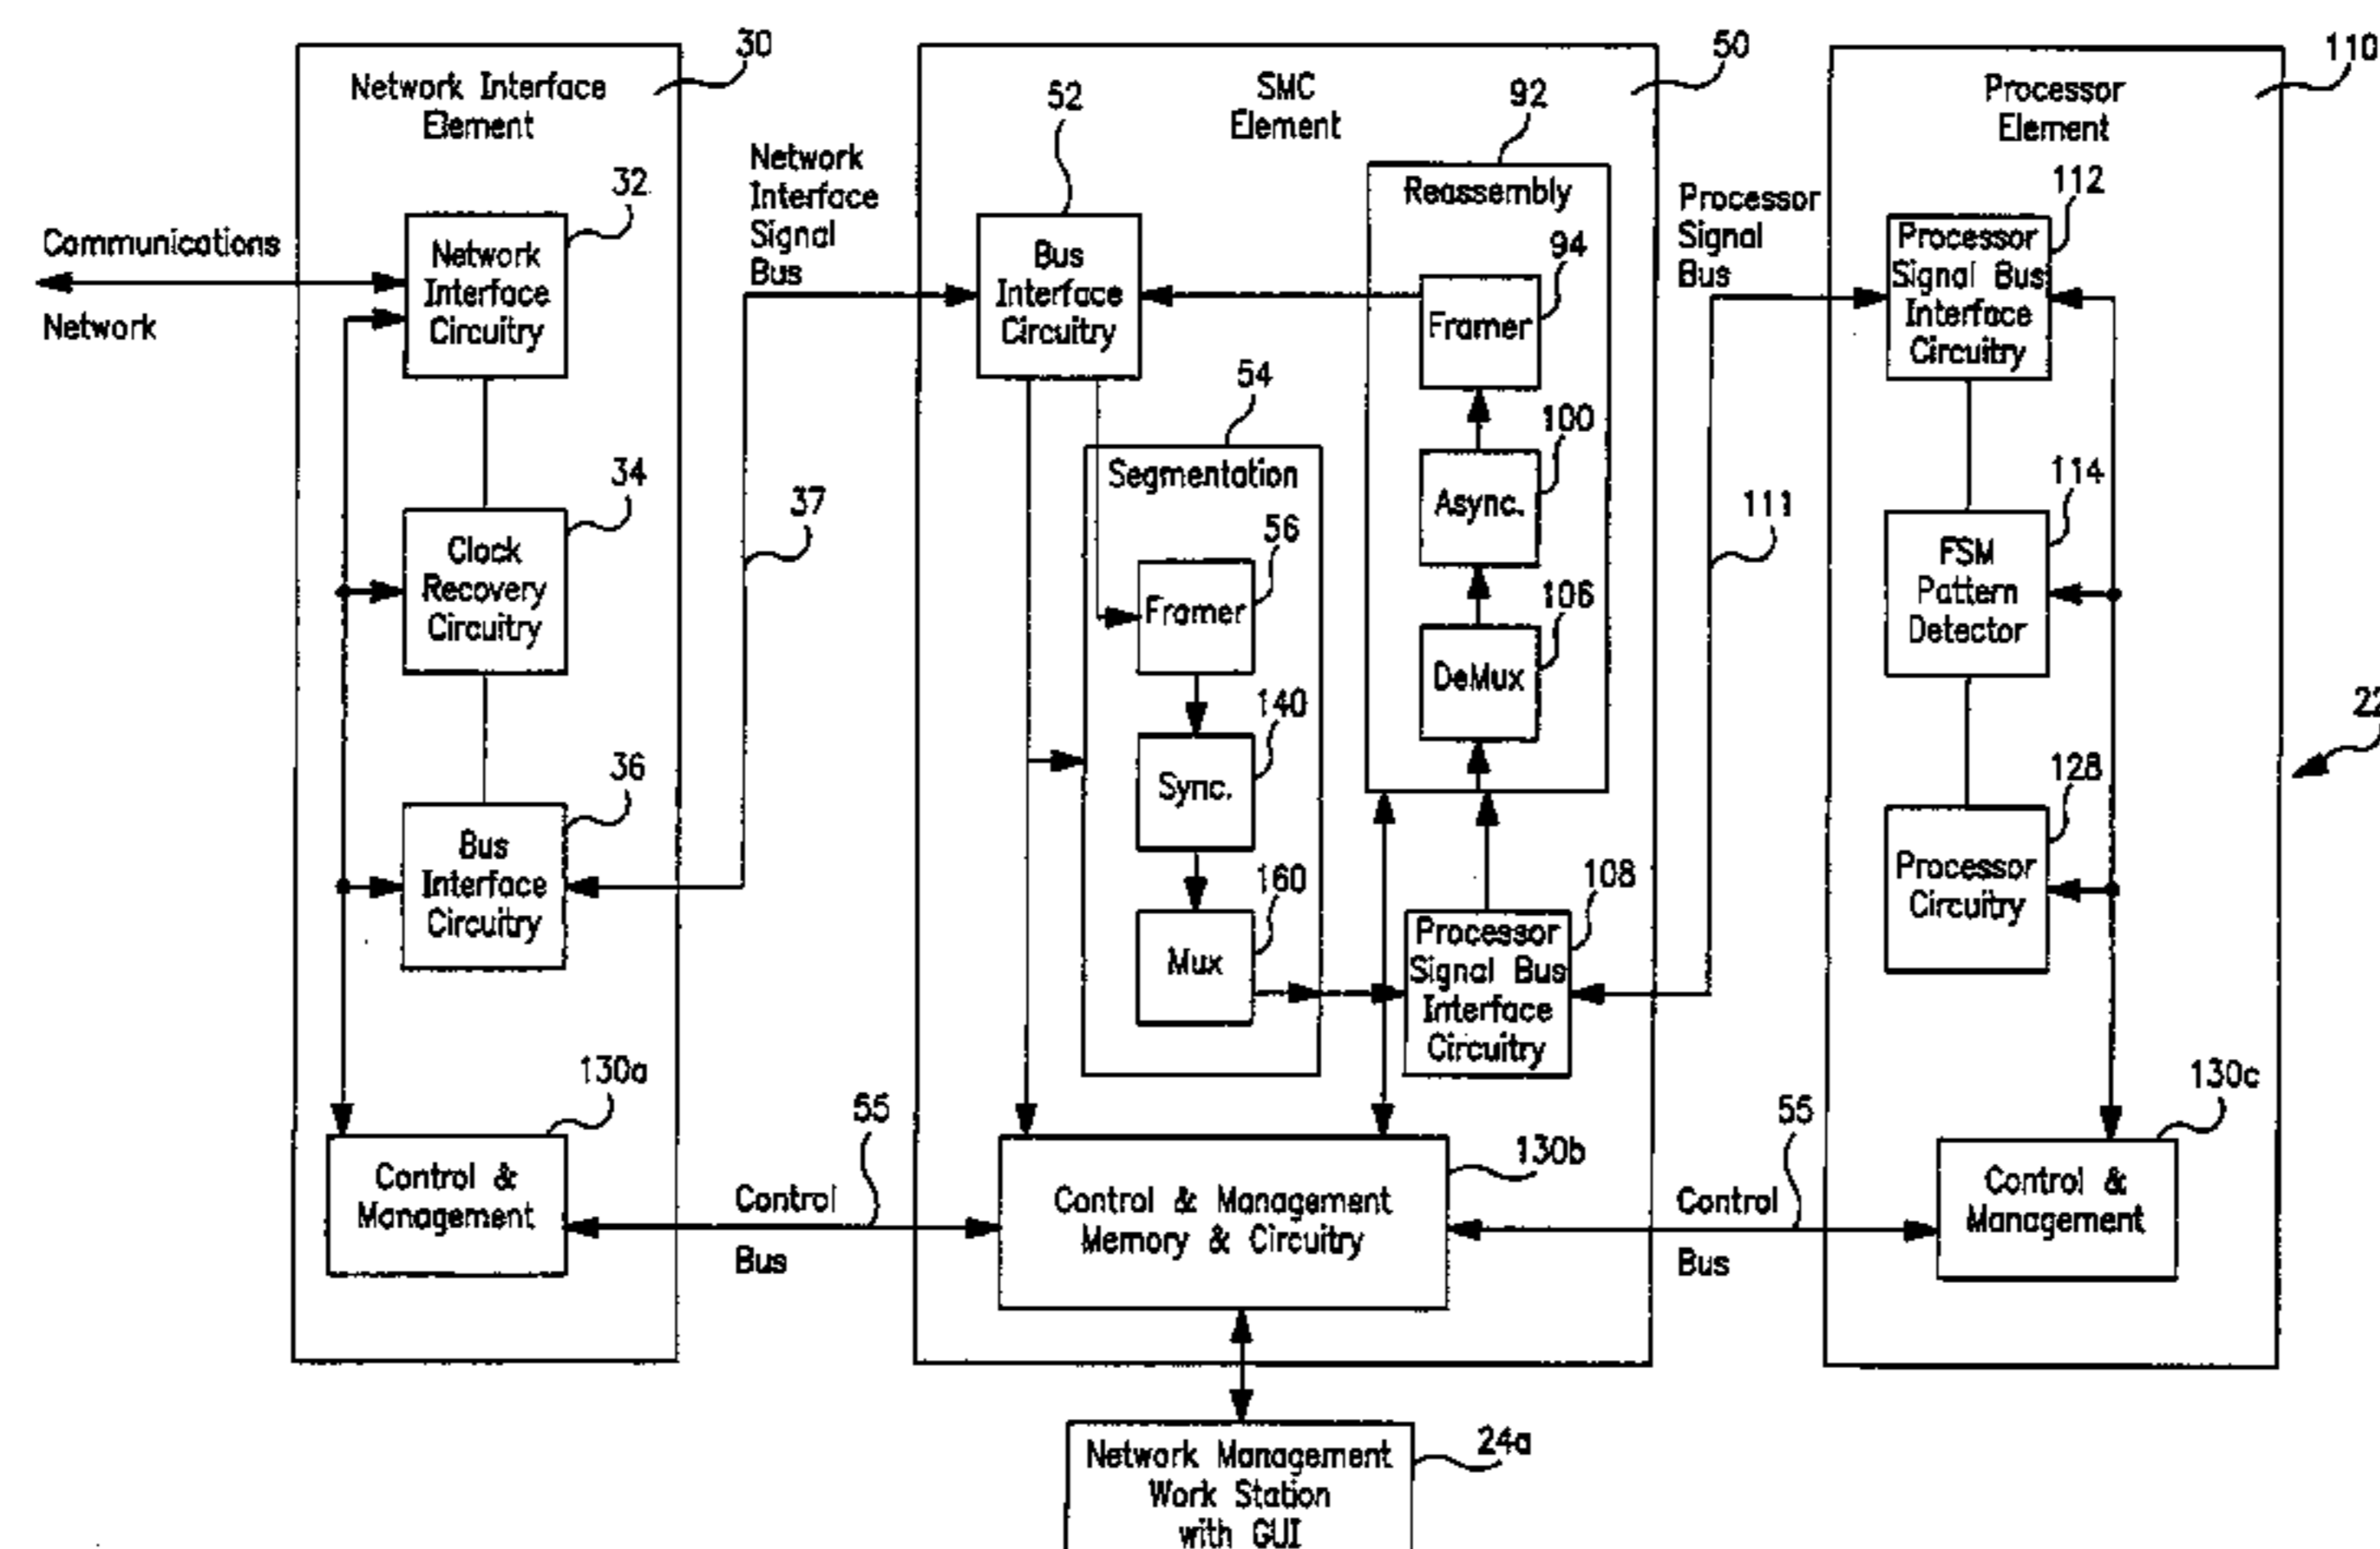 Communications
Network
Network Interface
Element
30
Network
Interface
Circuitry
32
Clock
Recovery
Circuitry
34
Bus
Interface
Circuitry
36
Control &
Management
130a
Network
Interface
Signal
Bus
37
Control
Bus
55
SMC
Element
50
Bus
Interface
Circuitry
52
Segmentation
54
Framer
56
Sync.
140
Mux
160
Reassembly
92
Framer
94
Async.
100
DeMux
106
Processor
Signal Bus
Interface
Circuitry
108
Control & Management
Memory & Circuitry
130b
Network Management
Work Station
with GUI
24a
Processor
Signal
Bus
111
Control
Bus
55
Processor
Element
110
Processor
Signal Bus
Interface
Circuitry
112
FSM
Pattern
Detector
114
Processor
Circuitry
128
Control &
Management
130c